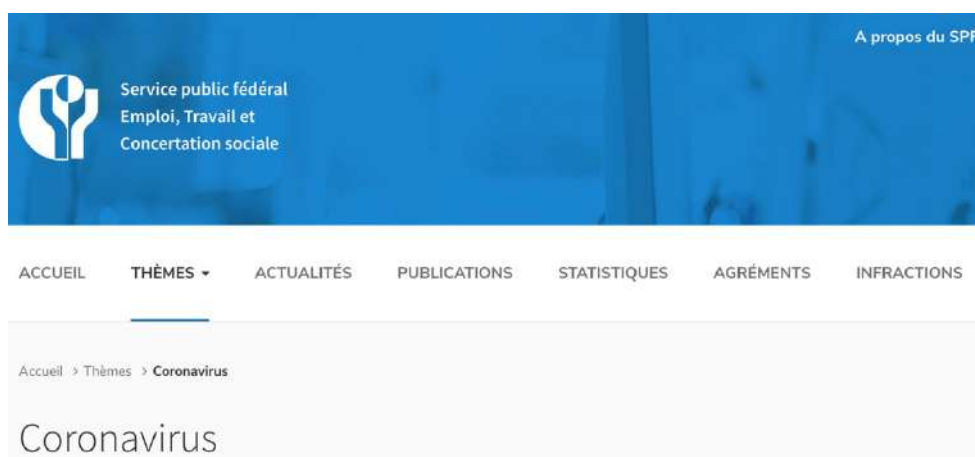 A propos du SPF
Service public fédéral
Emploi, Travail et
Concertation sociale
ACCUEIL THÈMES ACTUALITÉS PUBLICATIONS STATISTIQUES AGRÉMENTS INFRACTIONS
Accueil > Thèmes > Coronavirus
Coronavirus